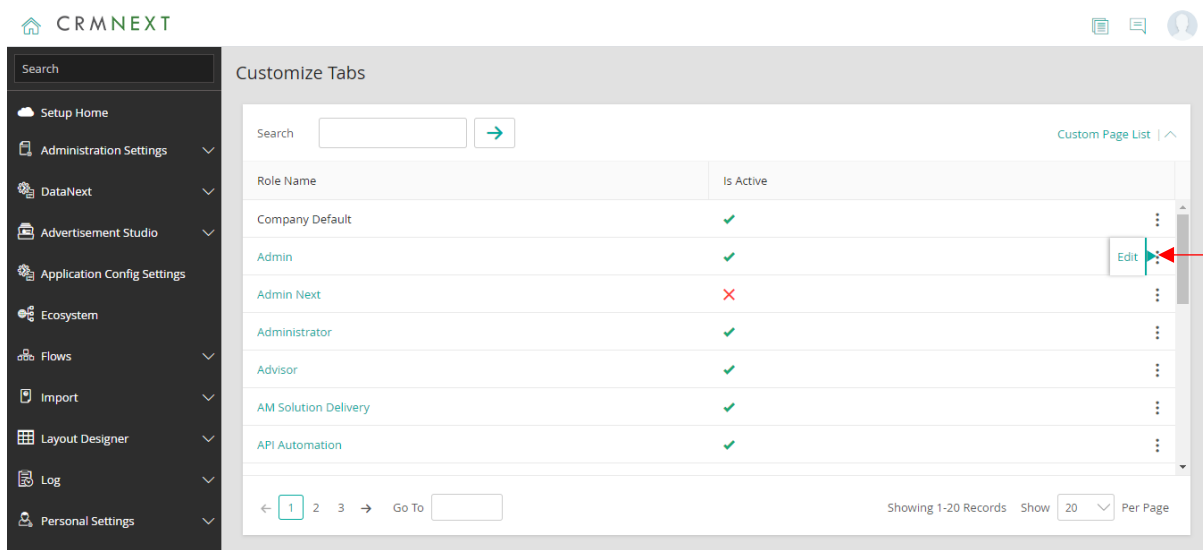 CRMNEXT
Search
Setup Home
Administration Settings
DataNext
Advertisement Studio
Application Config Settings
Ecosystem
Flows
Import
Layout Designer
Log
Personal Settings
Customize Tabs
Search
Custom Page List |
Role Name Is Active
Company Default
Admin Edit
Admin Next
Administrator
Advisor
AM Solution Delivery
API Automation
1 2 3 Go To Showing 1-20 Records Show 20 Per Page